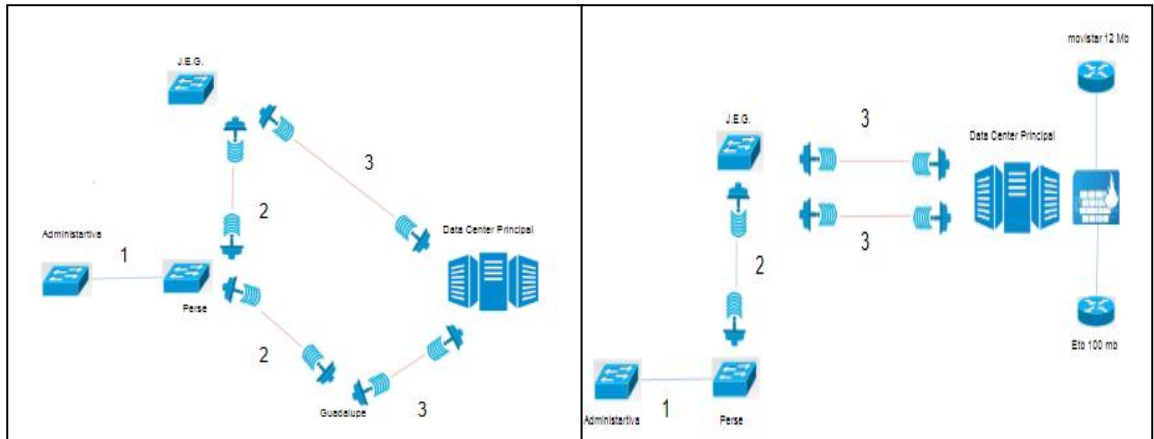 J.E.G.
3
2
Administartiva
1
Data Center Principal
Perse
2
Guadalupe
3
movistar 12 Mb
J.E.G.
3
Data Center Principal
3
2
Etb 100 mb
Administartiva
1
Perse